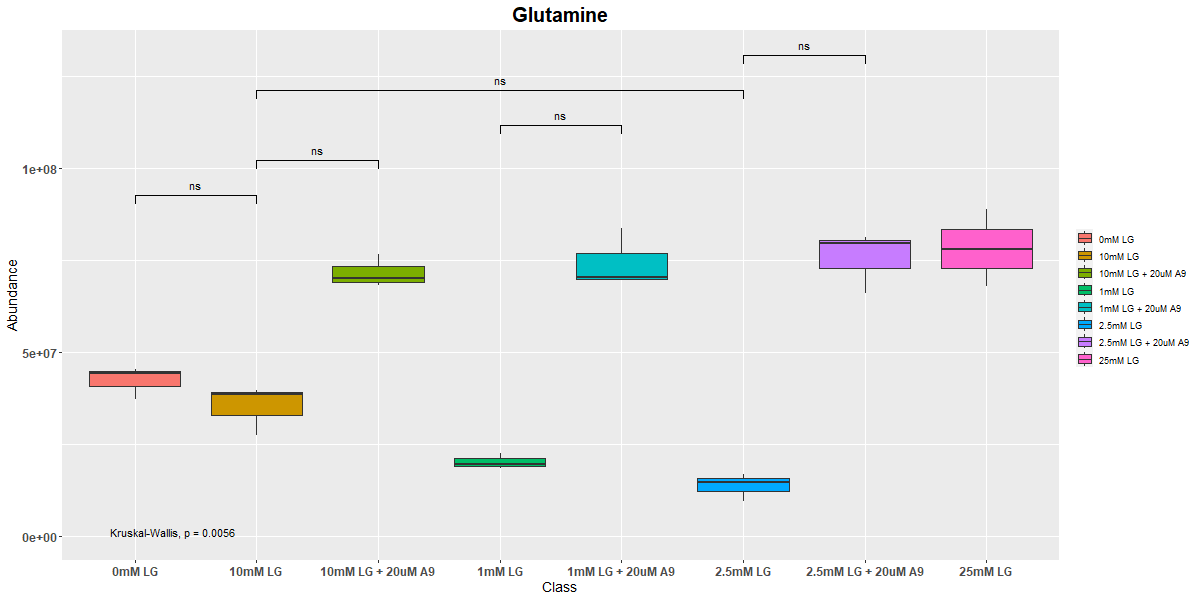 Glutamine
ns
ns
ns
ns
ns
Abundance
1e+08
5e+07
0e+00
Kruskal-Wallis, p = 0.0056
0mM LG
10mM LG
10mM LG + 20uM A9
1mM LG
1mM LG + 20uM A9
2.5mM LG
2.5mM LG + 20uM A9
25mM LG
Class
0mM LG
10mM LG
10mM LG + 20uM A9
1mM LG
1mM LG + 20uM A9
2.5mM LG
2.5mM LG + 20uM A9
25mM LG